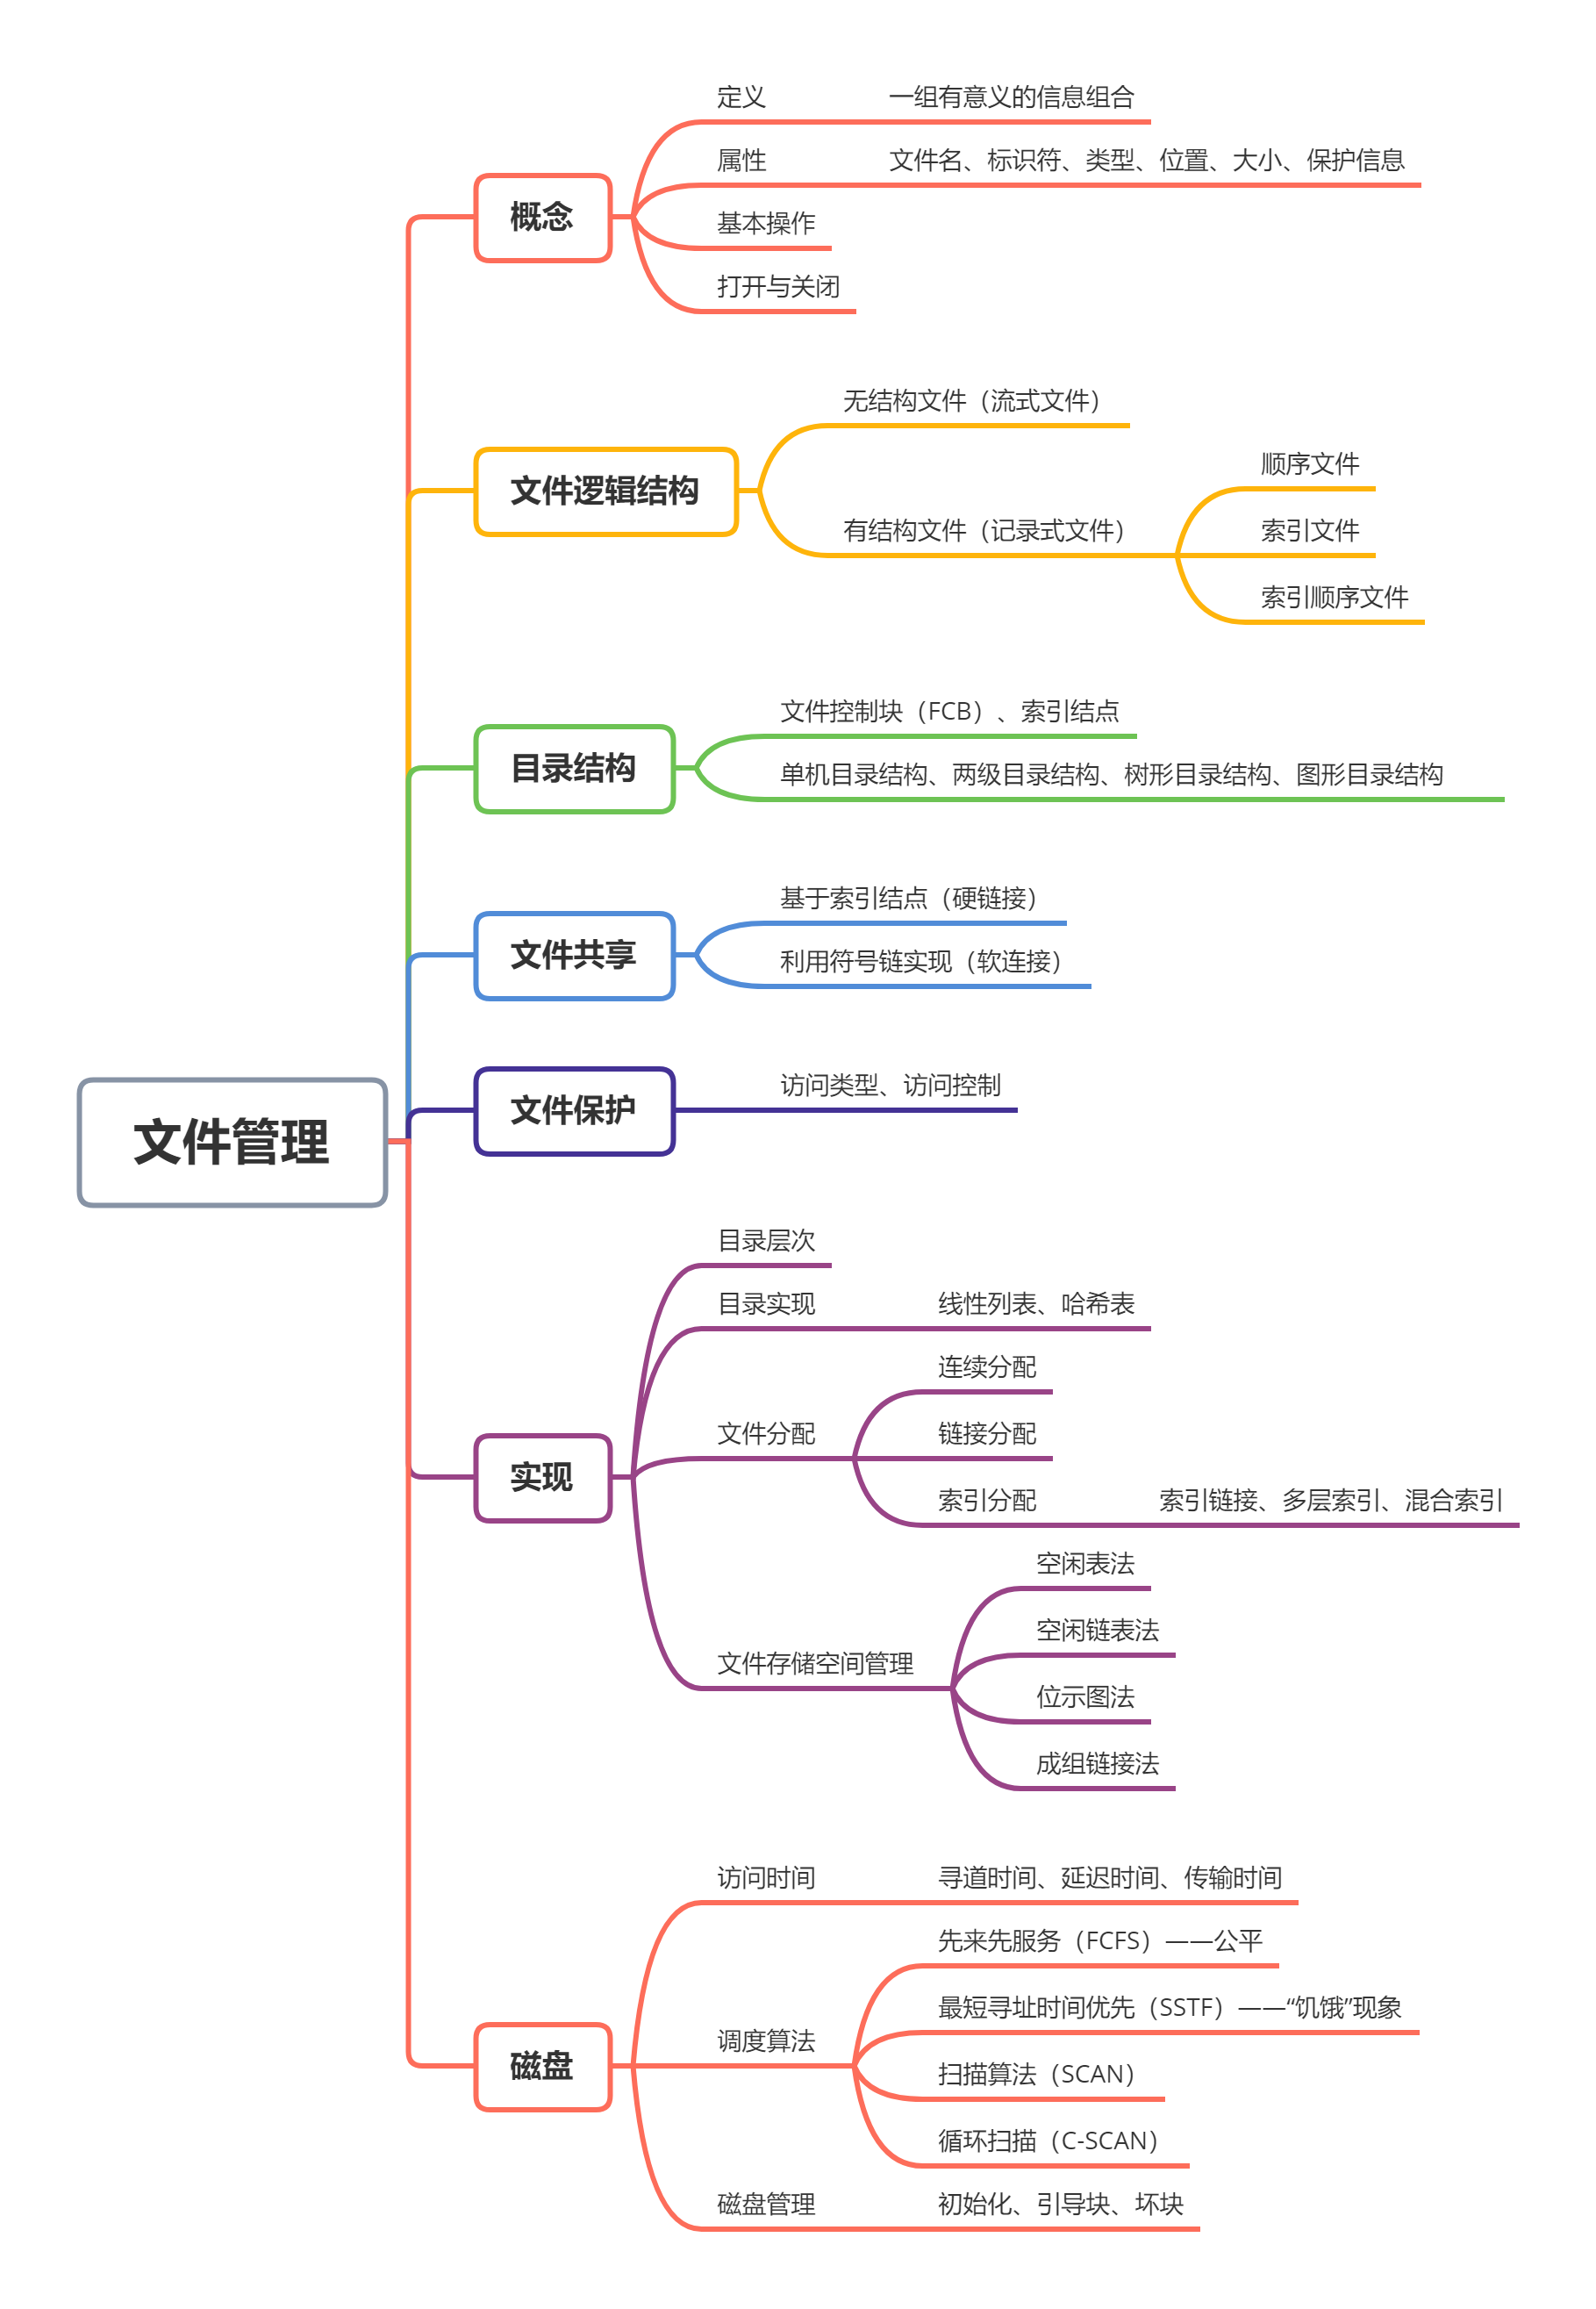 文件管理
概念
定义
一组有意义的信息组合
属性
文件名、标识符、类型、位置、大小、保护信息
基本操作
打开与关闭
文件逻辑结构
无结构文件（流式文件）
有结构文件（记录式文件）
顺序文件
索引文件
索引顺序文件
目录结构
文件控制块（FCB）、索引结点
单机目录结构、两级目录结构、树形目录结构、图形目录结构
文件共享
基于索引结点（硬链接）
利用符号链实现（软连接）
文件保护
访问类型、访问控制
实现
目录层次
目录实现
线性列表、哈希表
文件分配
连续分配
链接分配
索引分配
索引链接、多层索引、混合索引
文件存储空间管理
空闲表法
空闲链表法
位示图法
成组链接法
磁盘
访问时间
寻道时间、延迟时间、传输时间
调度算法
先来先服务（FCFS）——公平
最短寻址时间优先（SSTF）——“饥饿”现象
扫描算法（SCAN）
循环扫描（C-SCAN）
磁盘管理
初始化、引导块、坏块